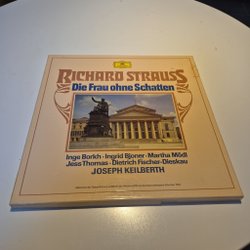 RICHARD STRAUSS
Die Frau ohne Schatten
Inge Borkh · Ingrid Bjoner · Martha Mödl
Jess Thomas · Dietrich Fischer-Dieskau
JOSEPH KEILBERTH